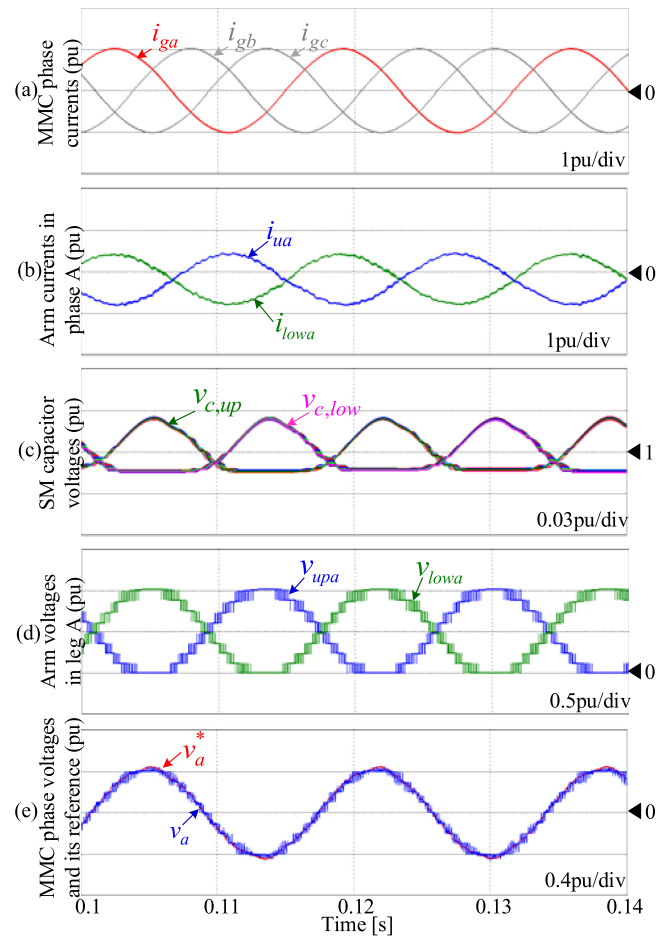 (a)
MMC phase
currents (pu)
i_ga
i_gb
i_gc
0
1pu/div
(b)
Arm currents in
phase A (pu)
i_ua
i_lowa
0
1pu/div
(c)
SM capacitor
voltages (pu)
v_c,up
v_c,low
1
0.03pu/div
(d)
Arm voltages
in leg A (pu)
v_upa
v_lowa
0
0.5pu/div
(e)
MMC phase voltages
and its reference (pu)
v_a^*
v_a
0
0.4pu/div
0.1 0.11 0.12 0.13 0.14
Time [s]